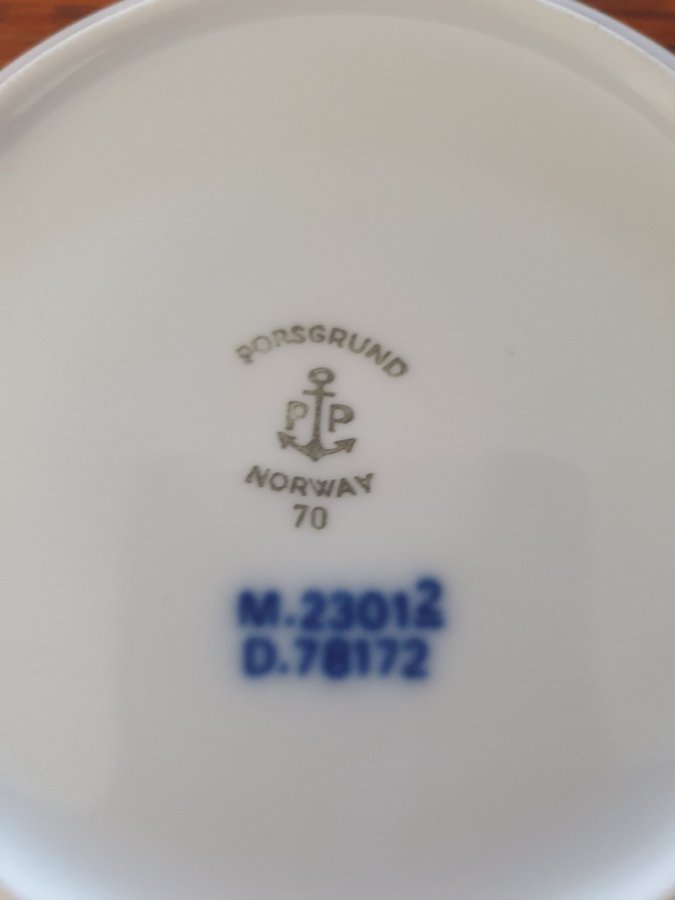 PORSGRUND
P P
NORWAY
70
M.23012
D.78172